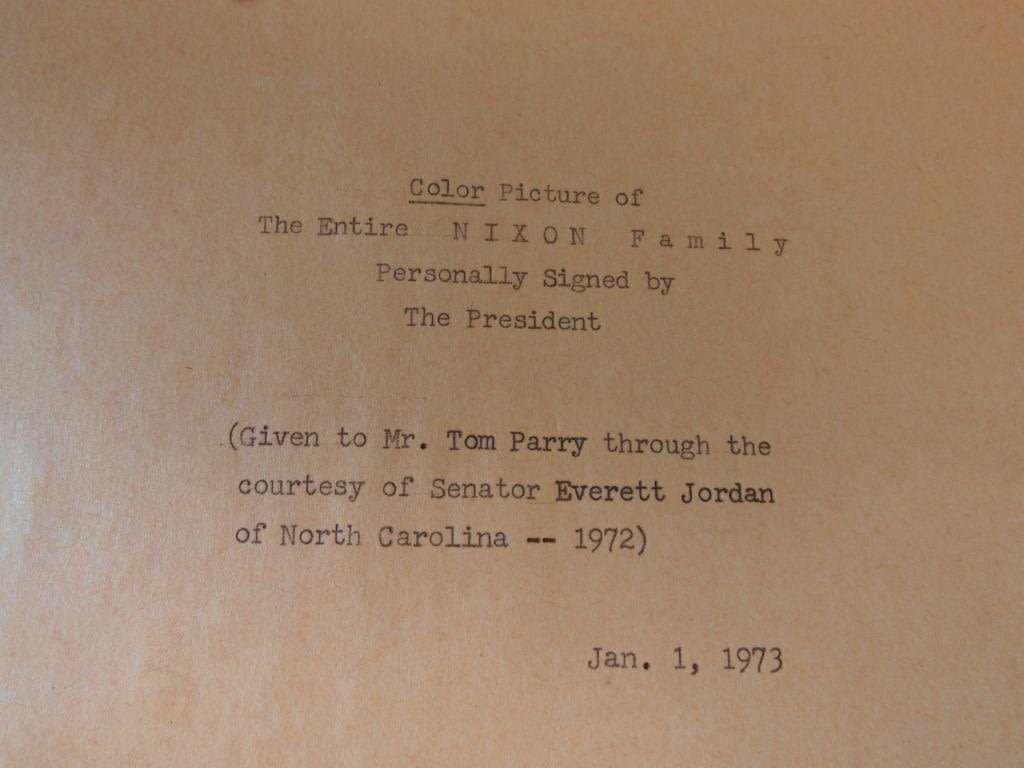 Color Picture of
The Entire N I X O N F a m i l y
Personally Signed by
The President
(Given to Mr. Tom Parry through the
courtesy of Senator Everett Jordan
of North Carolina -- 1972)
Jan. 1, 1973